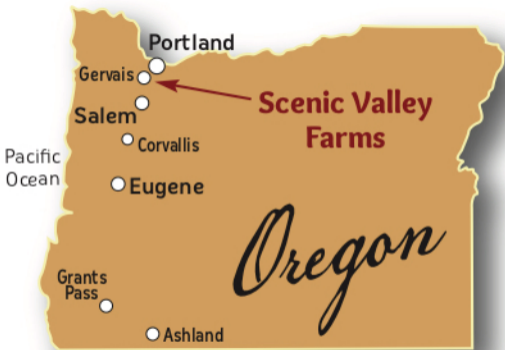 Portland
Gervais
Scenic Valley
Farms
Salem
Corvallis
Pacific
Ocean
Eugene
Oregon
Grants
Pass
Ashland